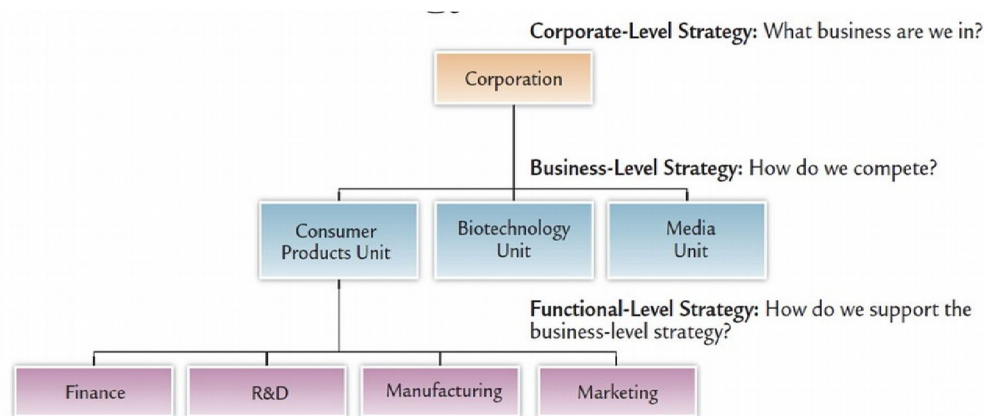 Corporate-Level Strategy: What business are we in?
Corporation
Business-Level Strategy: How do we compete?
Consumer
Products Unit
Biotechnology
Unit
Media
Unit
Functional-Level Strategy: How do we support the
business-level strategy?
Finance
R&D
Manufacturing
Marketing